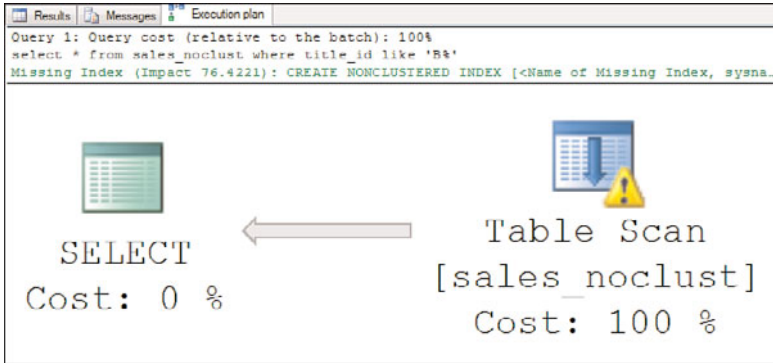 Results Messages Execution plan
Query 1: Query cost (relative to the batch): 100%
select * from sales_noclust where title_id like 'B%'
Missing Index (Impact 76.4221): CREATE NONCLUSTERED INDEX [<Name of Missing Index, sysna…
SELECT
Cost: 0 %
Table Scan
[sales_noclust]
Cost: 100 %